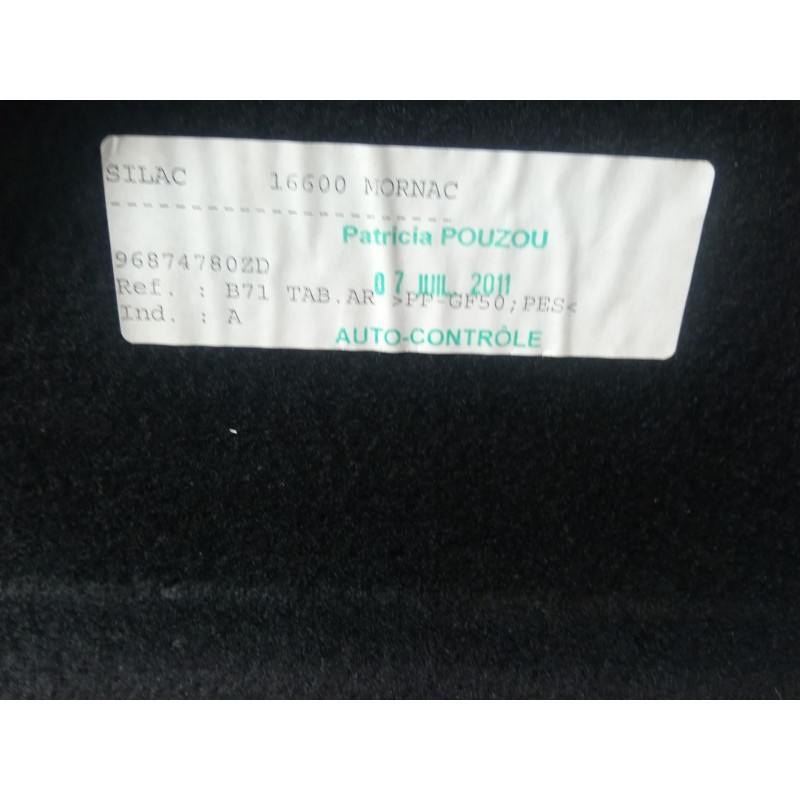 SILAC 16600 MORNAC
----------------------
Patricia POUZOU
96874780ZD
07 JUIL. 2011
Ref. : B71 TAB.AR >PP-GF50;PES<
Ind. : A
AUTO-CONTRÔLE